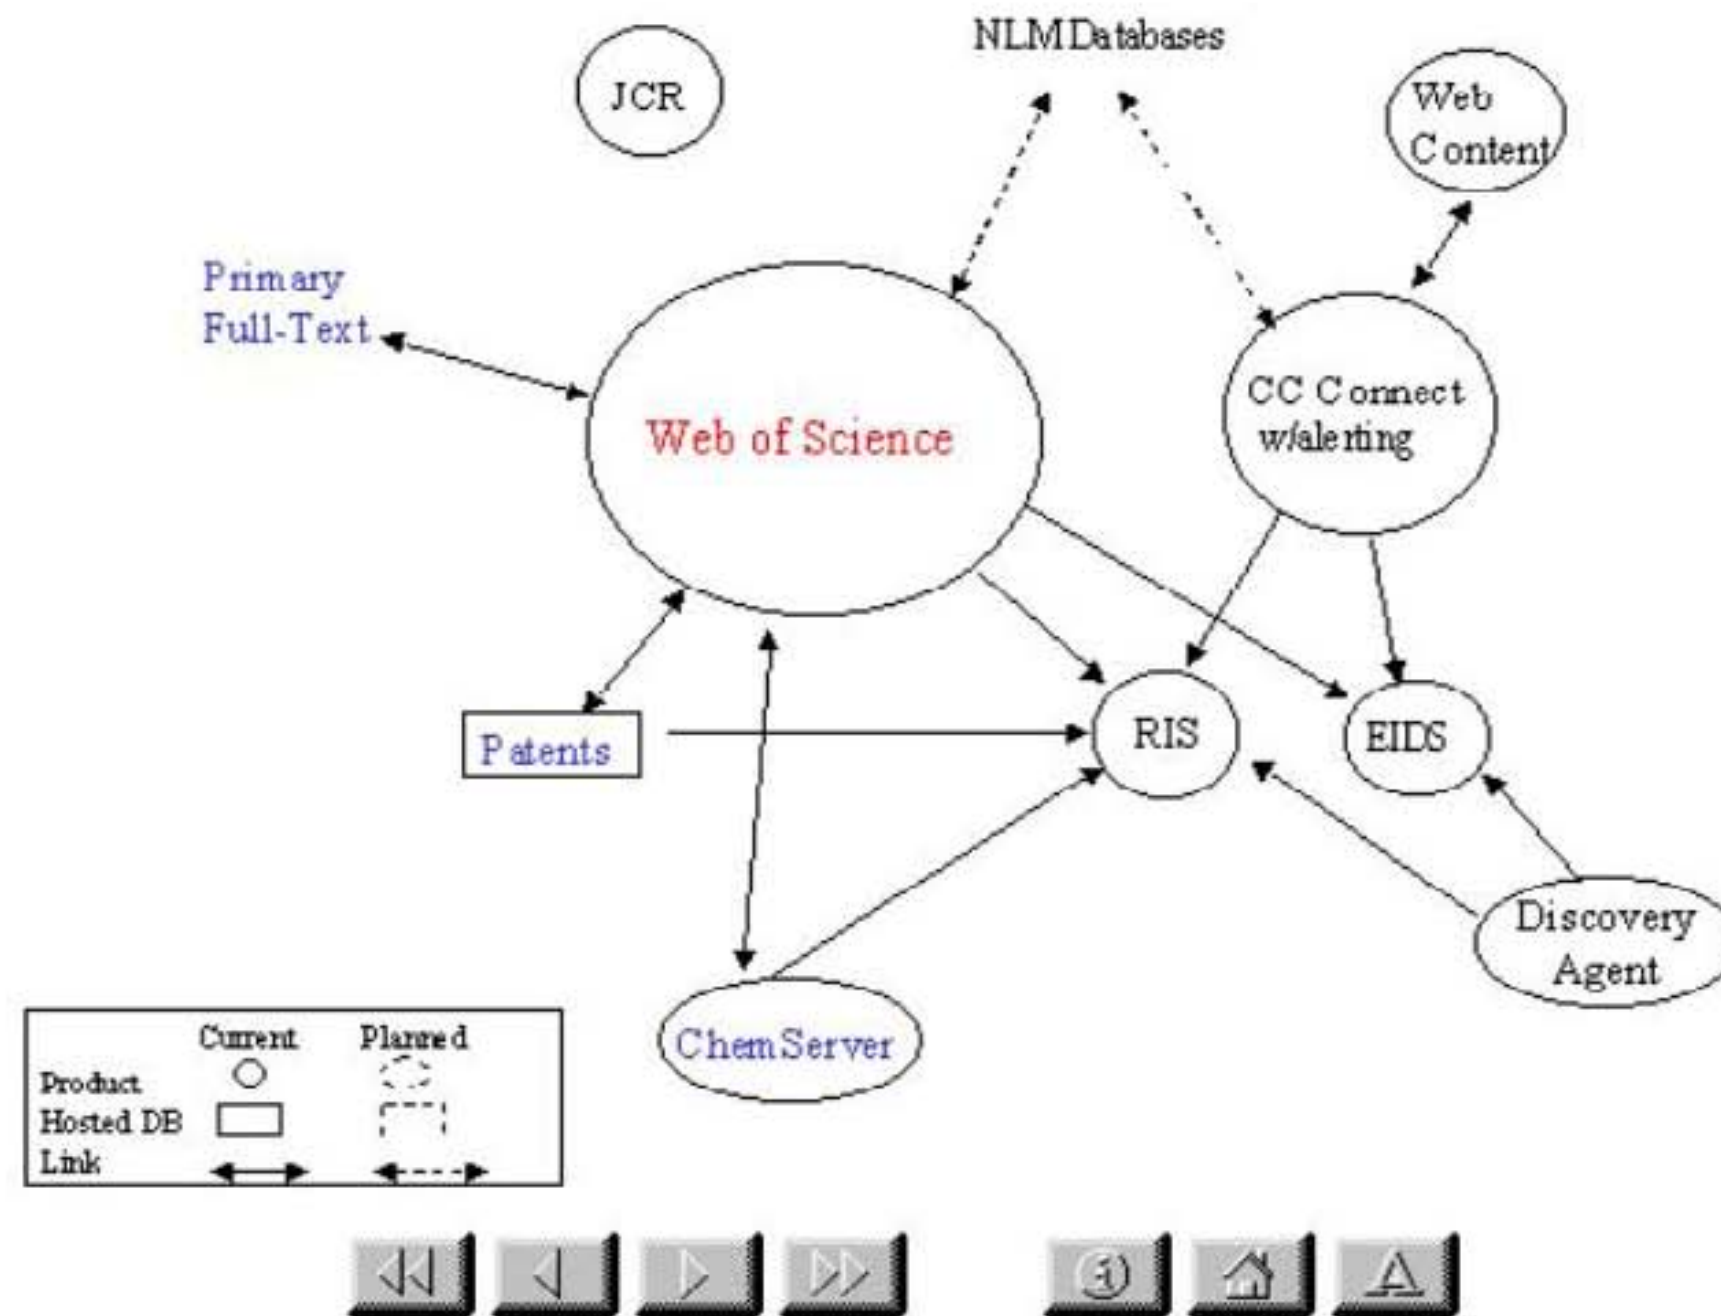 JCR
NLM Databases
Web
Content
Primary
Full-Text
Web of Science
CC Connect
w/alerting
Patents
RIS
EIDS
Discovery
Agent
ChemServer
Current Planned
Product
Hosted DB
Link
i
A